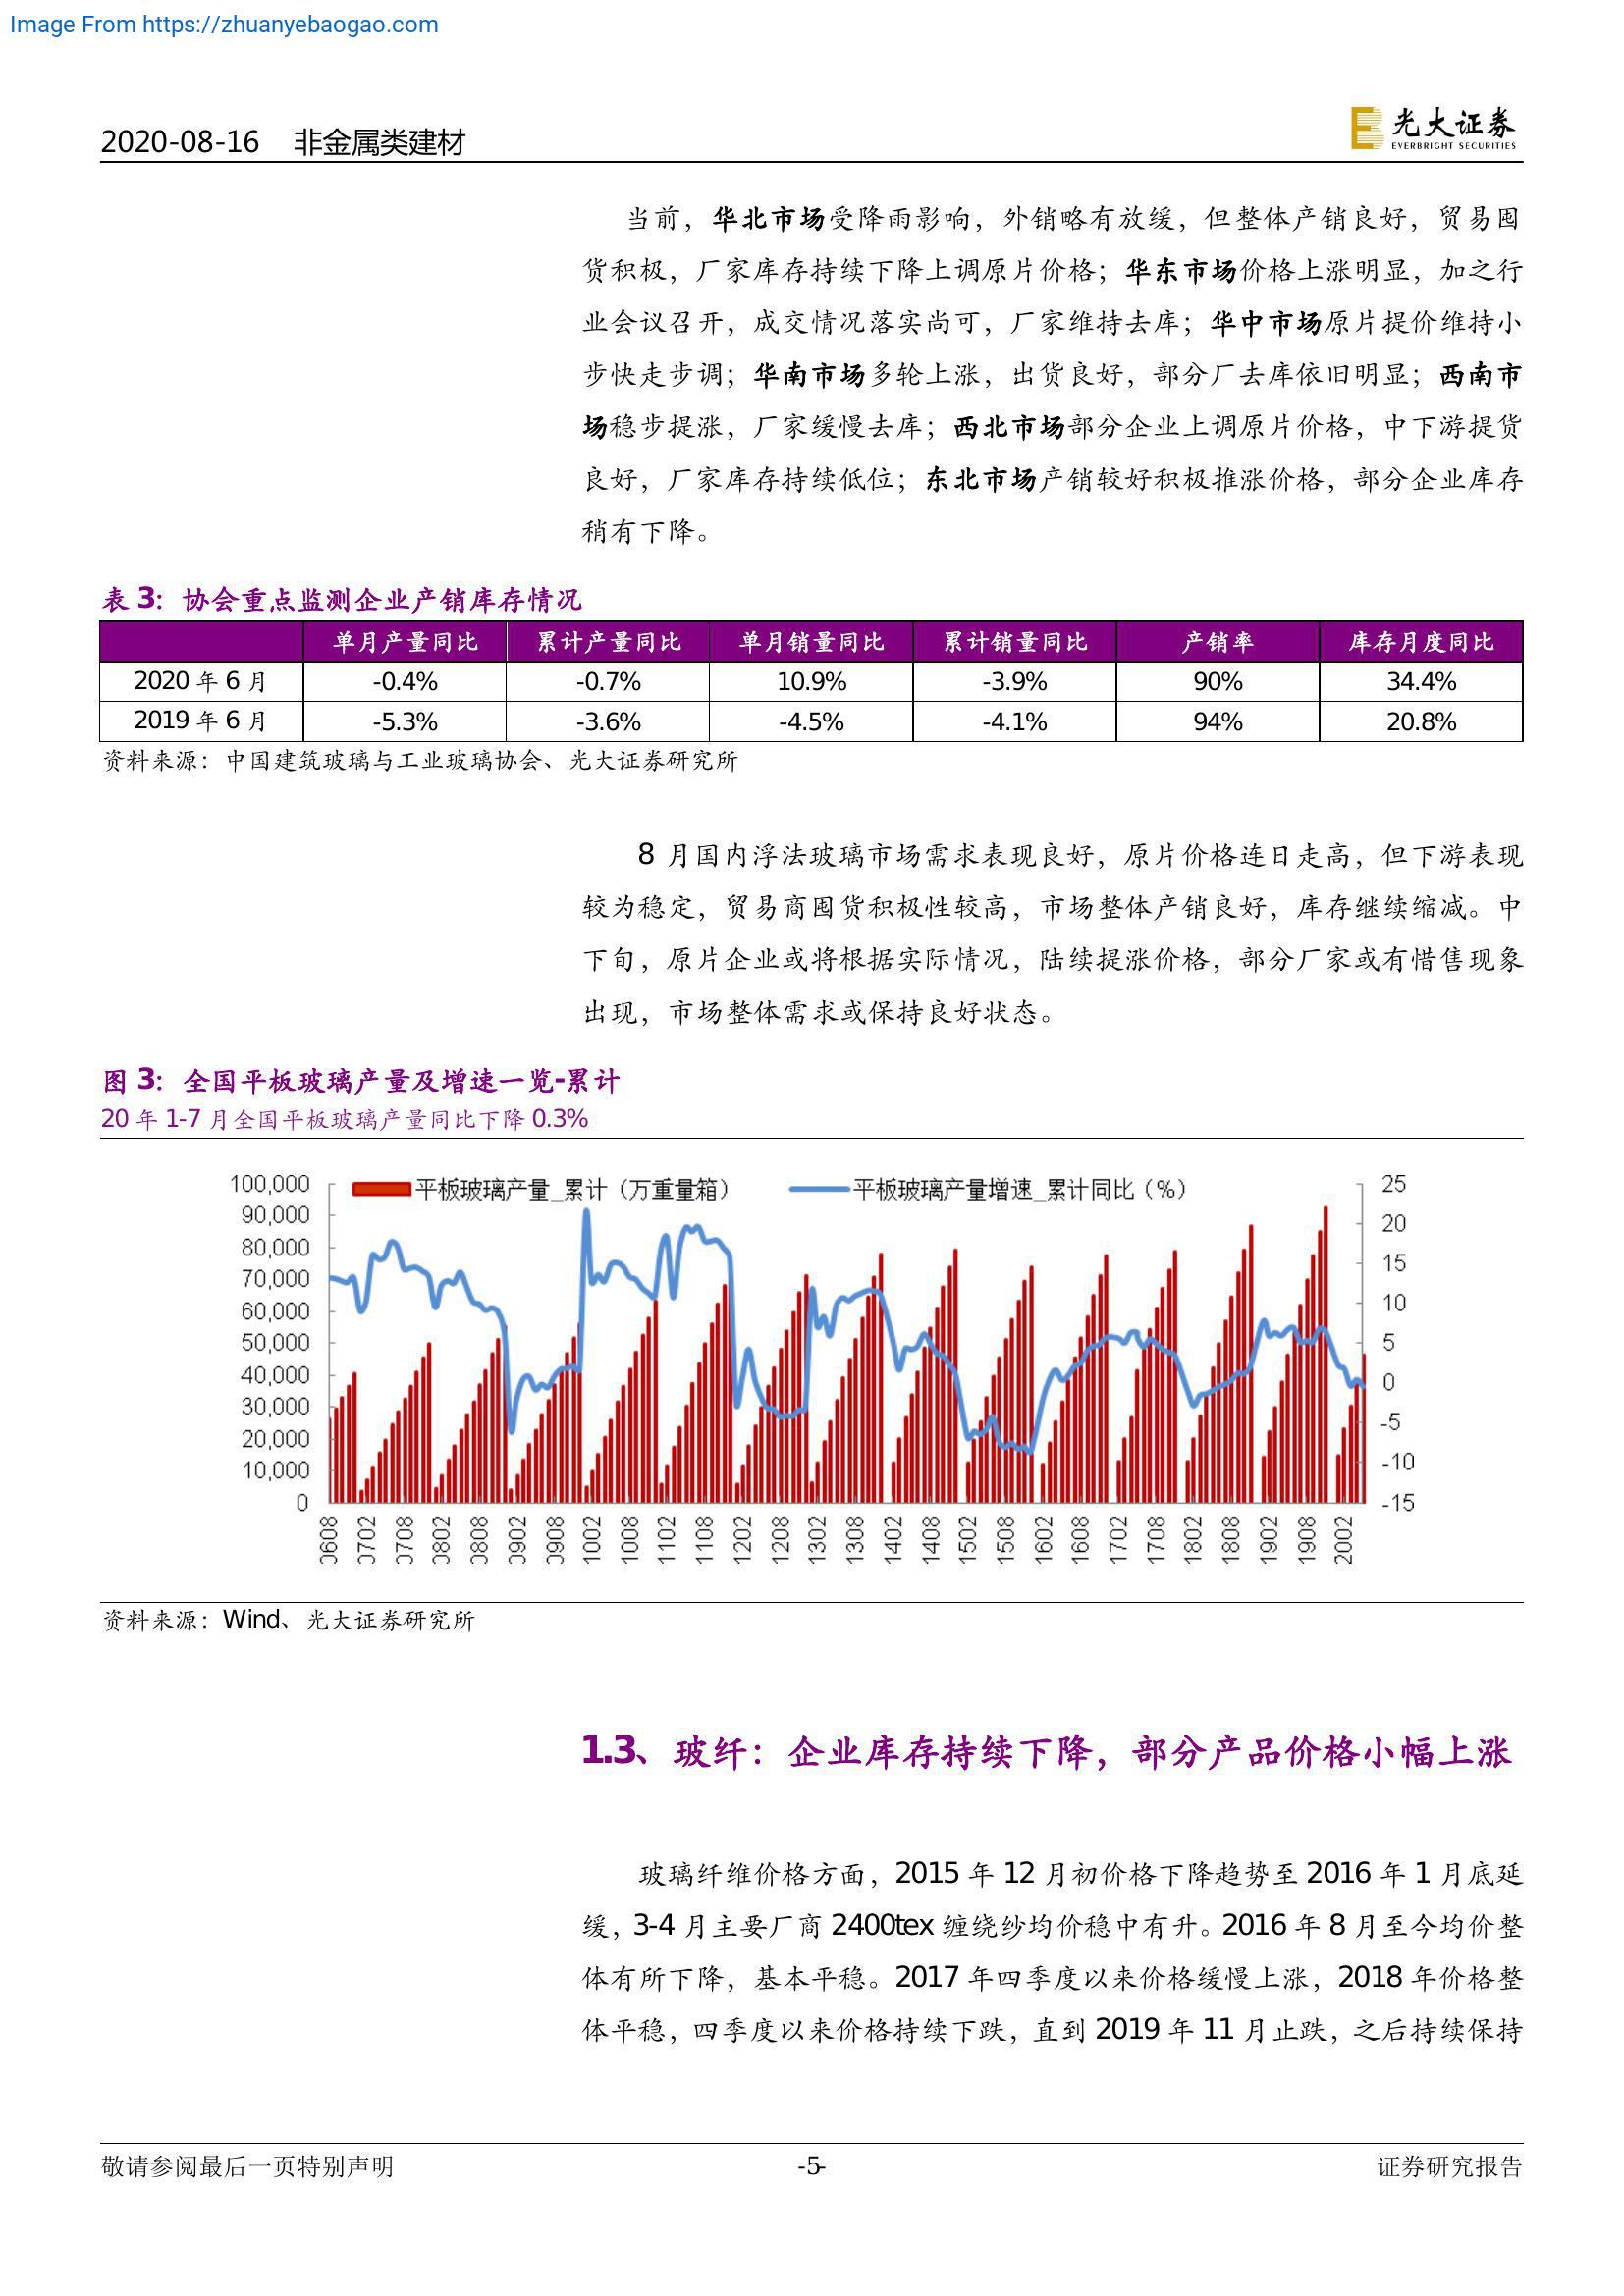 Image From https://zhuanyebaogao.com
2020-08-16 非金属类建材
光大证券
EVERBRIGHT SECURITIES
当前，华北市场受降雨影响，外销略有放缓，但整体产销良好，贸易囤
货积极，厂家库存持续下降上调原片价格；华东市场价格上涨明显，加之行
业会议召开，成交情况落实尚可，厂家维持去库；华中市场原片提价维持小
步快走步调；华南市场多轮上涨，出货良好，部分厂去库依旧明显；西南市
场稳步提涨，厂家缓慢去库；西北市场部分企业上调原片价格，中下游提货
良好，厂家库存持续低位；东北市场产销较好积极推涨价格，部分企业库存
稍有下降。
表 3：协会重点监测企业产销库存情况
单月产量同比 累计产量同比 单月销量同比 累计销量同比 产销率 库存月度同比
2020 年 6 月 -0.4% -0.7% 10.9% -3.9% 90% 34.4%
2019 年 6 月 -5.3% -3.6% -4.5% -4.1% 94% 20.8%
资料来源：中国建筑玻璃与工业玻璃协会、光大证券研究所
8 月国内浮法玻璃市场需求表现良好，原片价格连日走高，但下游表现
较为稳定，贸易商囤货积极性较高，市场整体产销良好，库存继续缩减。中
下旬，原片企业或将根据实际情况，陆续提涨价格，部分厂家或有惜售现象
出现，市场整体需求或保持良好状态。
图 3：全国平板玻璃产量及增速一览-累计
20 年 1-7 月全国平板玻璃产量同比下降 0.3%
平板玻璃产量_累计（万重量箱） 平板玻璃产量增速_累计同比（%）
100,000
90,000
80,000
70,000
60,000
50,000
40,000
30,000
20,000
10,000
0
25
20
15
10
5
0
-5
-10
-15
0608 0702 0708 0802 0808 0902 0908 1002 1008 1102 1108 1202 1208 1302 1308 1402 1408 1502 1508 1602 1608 1702 1708 1802 1808 1902 1908 2002
资料来源：Wind、光大证券研究所
1.3、玻纤：企业库存持续下降，部分产品价格小幅上涨
玻璃纤维价格方面，2015 年 12 月初价格下降趋势至 2016 年 1 月底延
缓，3-4 月主要厂商 2400tex 缠绕纱均价稳中有升。2016 年 8 月至今均价整
体有所下降，基本平稳。2017 年四季度以来价格缓慢上涨，2018 年价格整
体平稳，四季度以来价格持续下跌，直到 2019 年 11 月止跌，之后持续保持
敬请参阅最后一页特别声明 -5- 证券研究报告